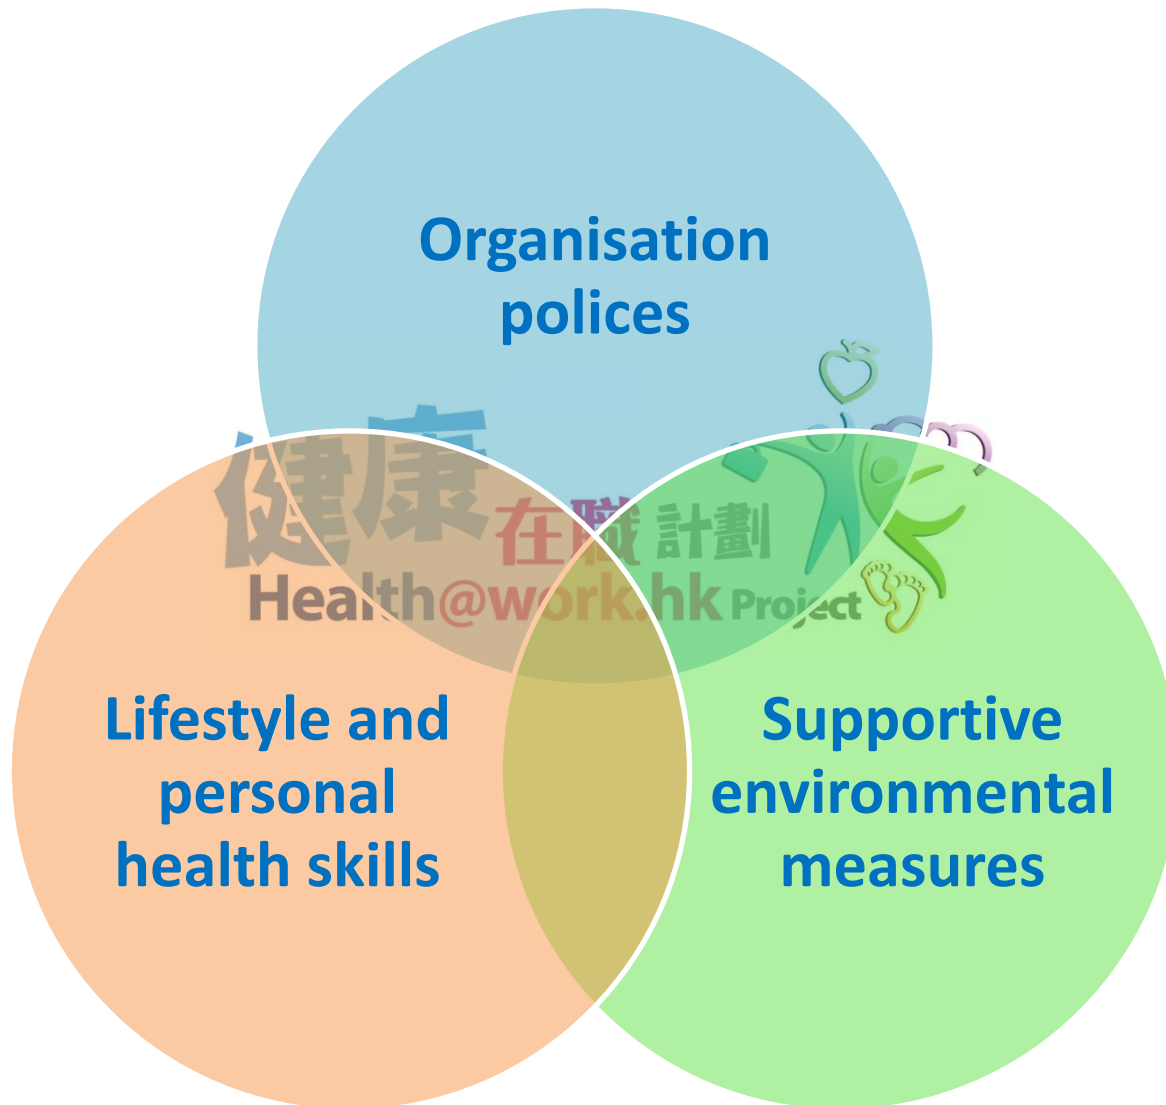 Organisation
polices
健康
在職計劃
Health@work.hk Project
Lifestyle and
personal
health skills
Supportive
environmental
measures